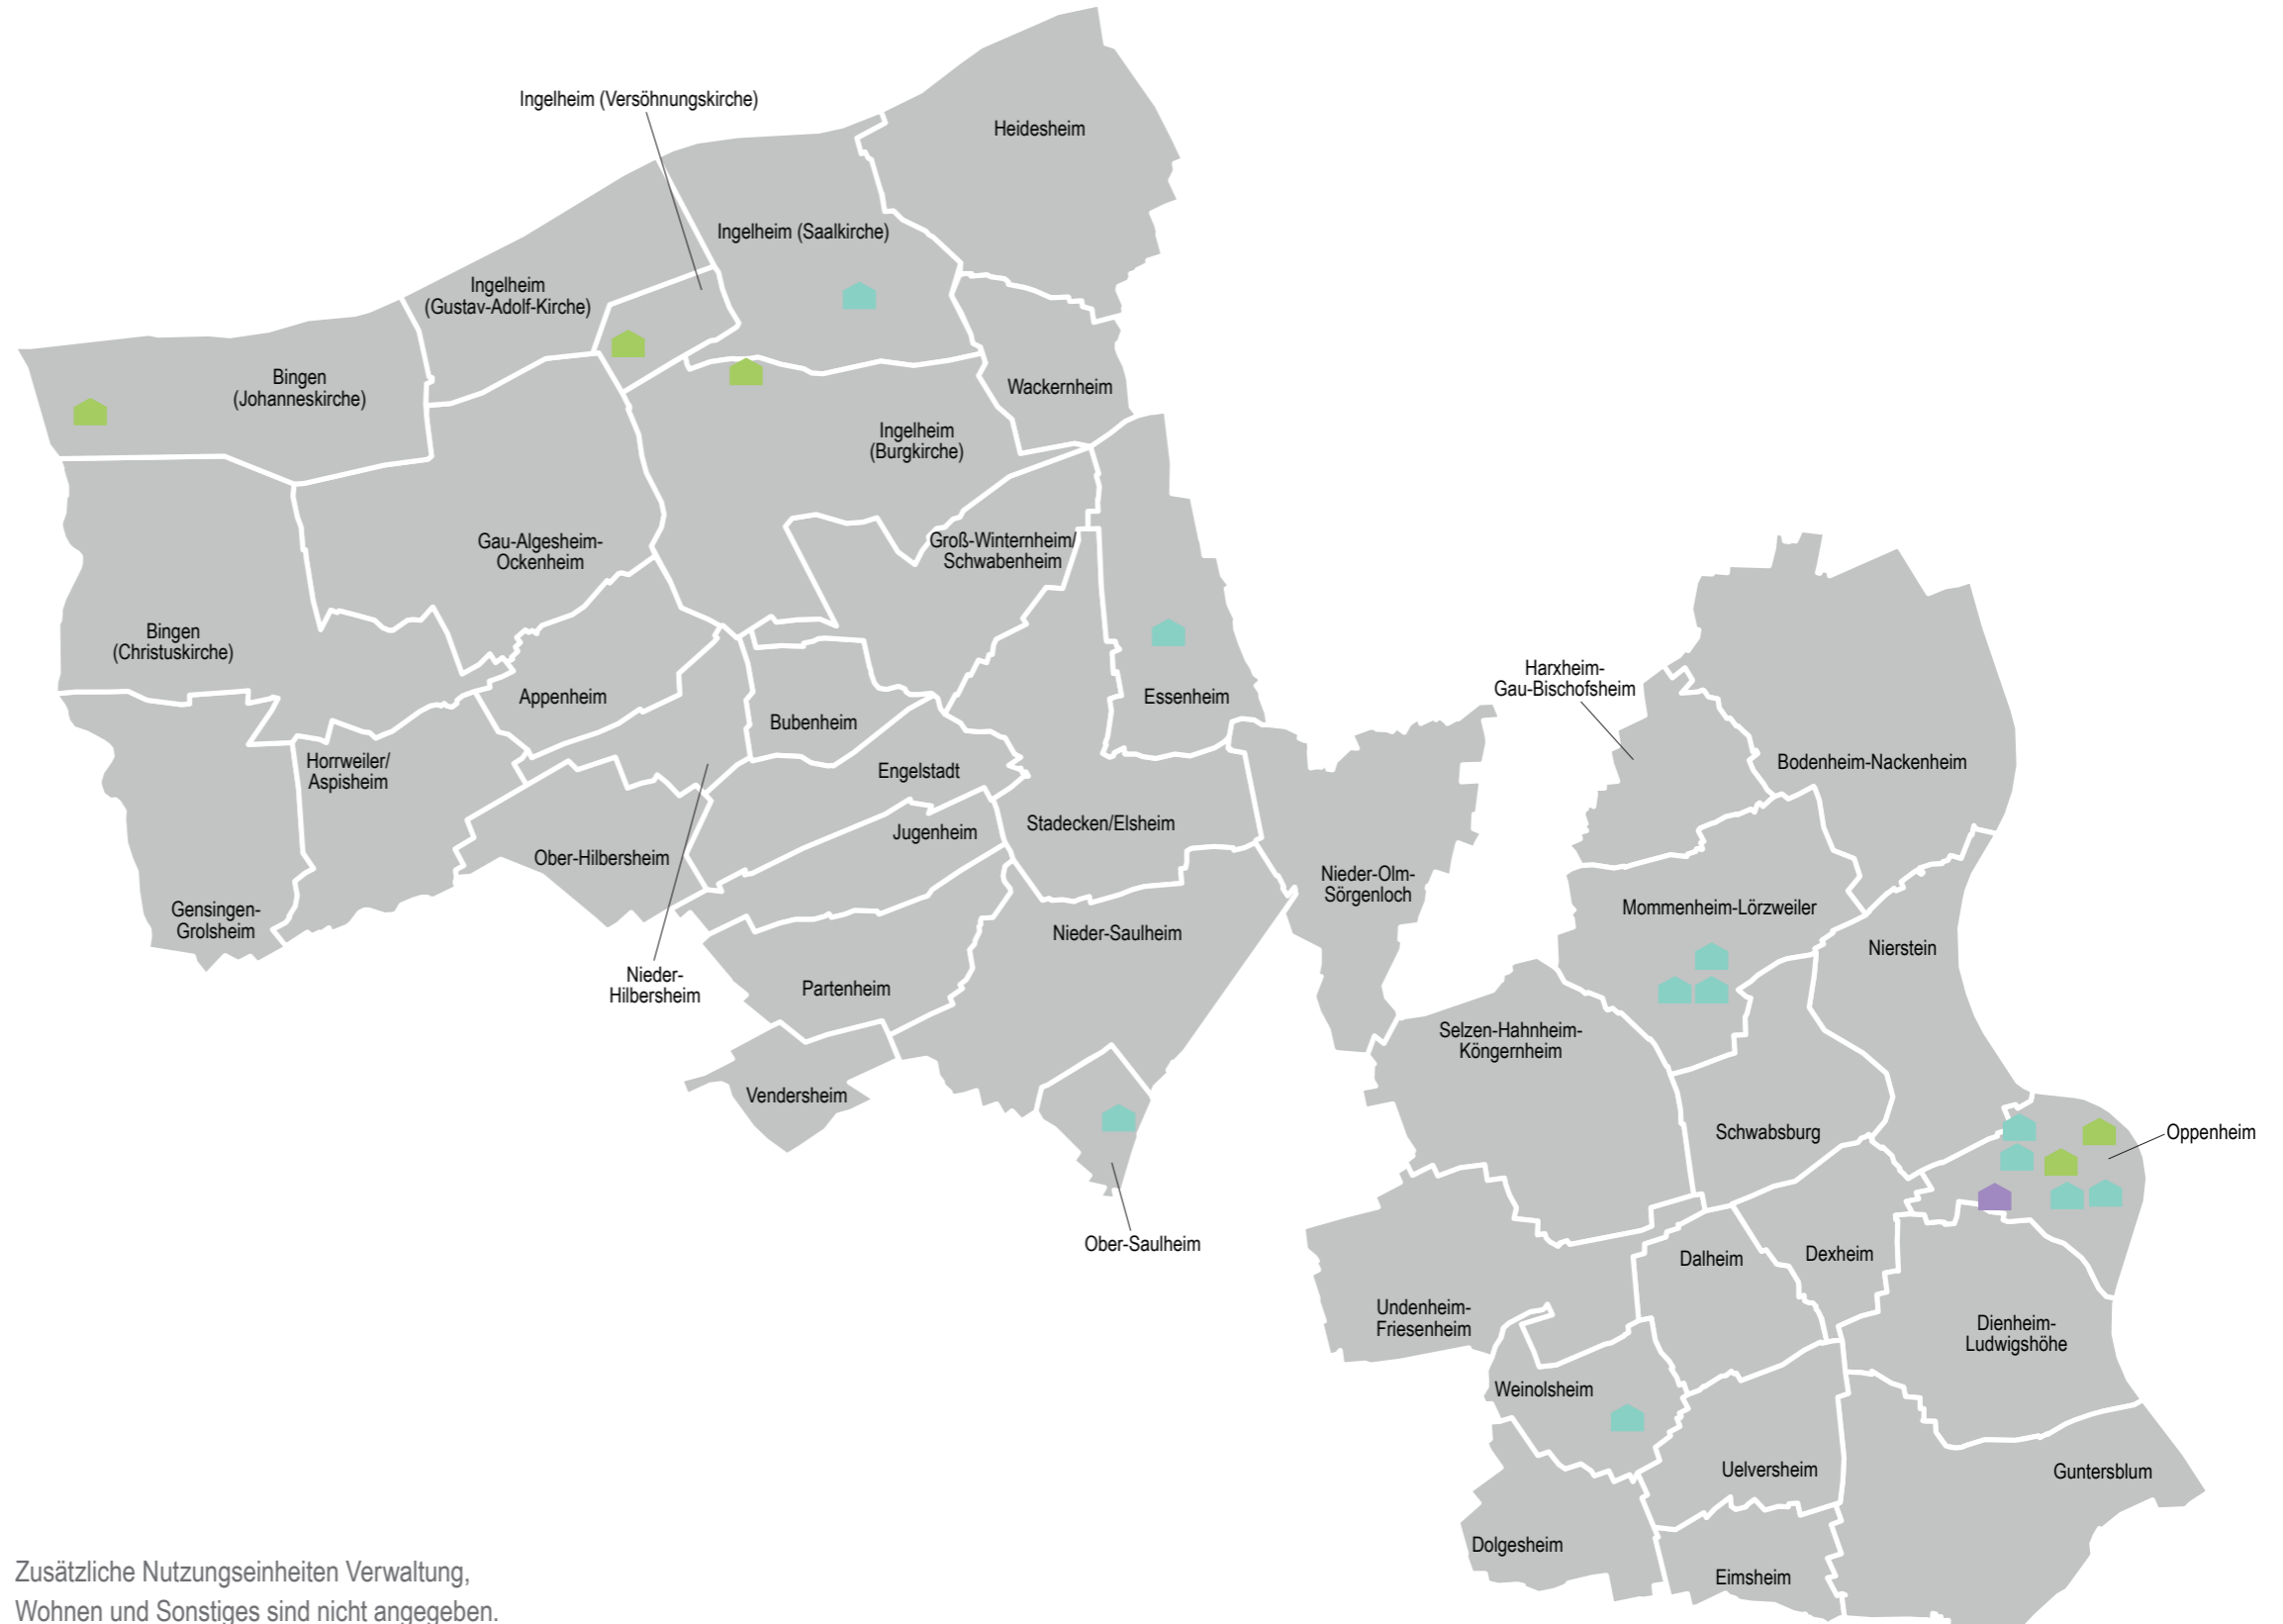 Ingelheim (Versöhnungskirche)
Heidesheim
Ingelheim (Saalkirche)
Ingelheim
(Gustav-Adolf-Kirche)
Bingen
(Johanneskirche)
Wackernheim
Ingelheim
(Burgkirche)
Gau-Algesheim-
Ockenheim
Groß-Winternheim/
Schwabenheim
Bingen
(Christuskirche)
Appenheim
Bubenheim
Essenheim
Harxheim-
Gau-Bischofsheim
Bodenheim-Nackenheim
Horrweiler/
Aspisheim
Engelstadt
Jugenheim
Stadecken/Elsheim
Ober-Hilbersheim
Nieder-Olm-
Sörgenloch
Gensingen-
Grolsheim
Mommenheim-Lörzweiler
Nieder-Saulheim
Nierstein
Nieder-
Hilbersheim
Partenheim
Selzen-Hahnheim-
Köngernheim
Vendersheim
Schwabsburg
Oppenheim
Ober-Saulheim
Dalheim
Dexheim
Undenheim-
Friesenheim
Dienheim-
Ludwigshöhe
Weinolsheim
Uelversheim
Guntersblum
Dolgesheim
Eimsheim
Zusätzliche Nutzungseinheiten Verwaltung,
Wohnen und Sonstiges sind nicht angegeben.